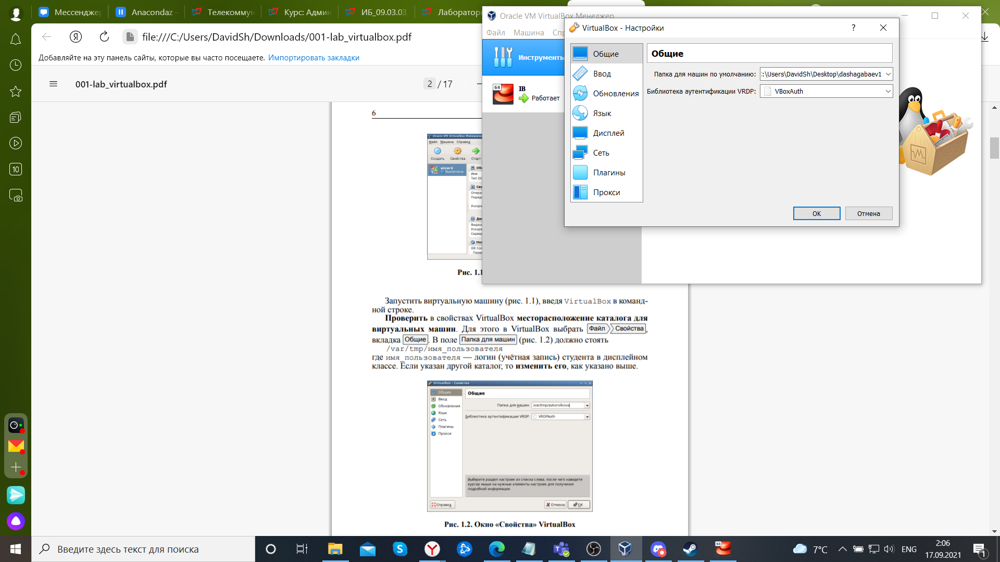 Мессендже
Anacondaz –
Телекоммун
Курс: Адми
ИБ_09.03.03
Лаборатор
file:///C:/Users/DavidSh/Downloads/001-lab_virtualbox.pdf
Добавляйте на эту панель сайты, которые вы часто посещаете. Импортировать закладки
10
001-lab_virtualbox.pdf
2 / 17
6
Oracle VM VirtualBox Менеджер
Файл Машина Справка
Создать Свойства Старт
wizard
Выключена
Рис. 1.1
Oracle VM VirtualBox Менеджер
Файл Машина Спр
Инструменты
64
IB
Работает
VirtualBox - Настройки
?
Общие
Ввод
Обновления
Язык
Дисплей
Сеть
Плагины
Прокси
Общие
Папка для машин по умолчанию: :\Users\DavidSh\Desktop\dashagabaev1
Библиотека аутентификации VRDP: VBoxAuth
OK Отмена
Запустить виртуальную машину (рис. 1.1), введя VirtualBox в команд-
ной строке.
Проверить в свойствах VirtualBox месторасположение каталога для
виртуальных машин. Для этого в VirtualBox выбрать Файл Свойства,
вкладка Общие. В поле Папка для машин (рис. 1.2) должно стоять
/var/tmp/имя_пользователя
где имя_пользователя — логин (учётная запись) студента в дисплейном
классе. Если указан другой каталог, то изменить его, как указано выше.
VirtualBox - Свойства
Общие
Ввод
Обновления
Язык
Сеть
Плагины
Прокси
Общие
Папка для машин: /var/tmp/avkorolkova
Библиотека аутентификации VRDP: VRDPAuth
Выберите раздел настроек из списка слева, после чего наведите
курсор мыши на нужные элементы настроек для получения
подробной информации.
Справка Отмена OK
Рис. 1.2. Окно «Свойства» VirtualBox
Введите здесь текст для поиска
64
7°C
ENG
2:06
17.09.2021
1